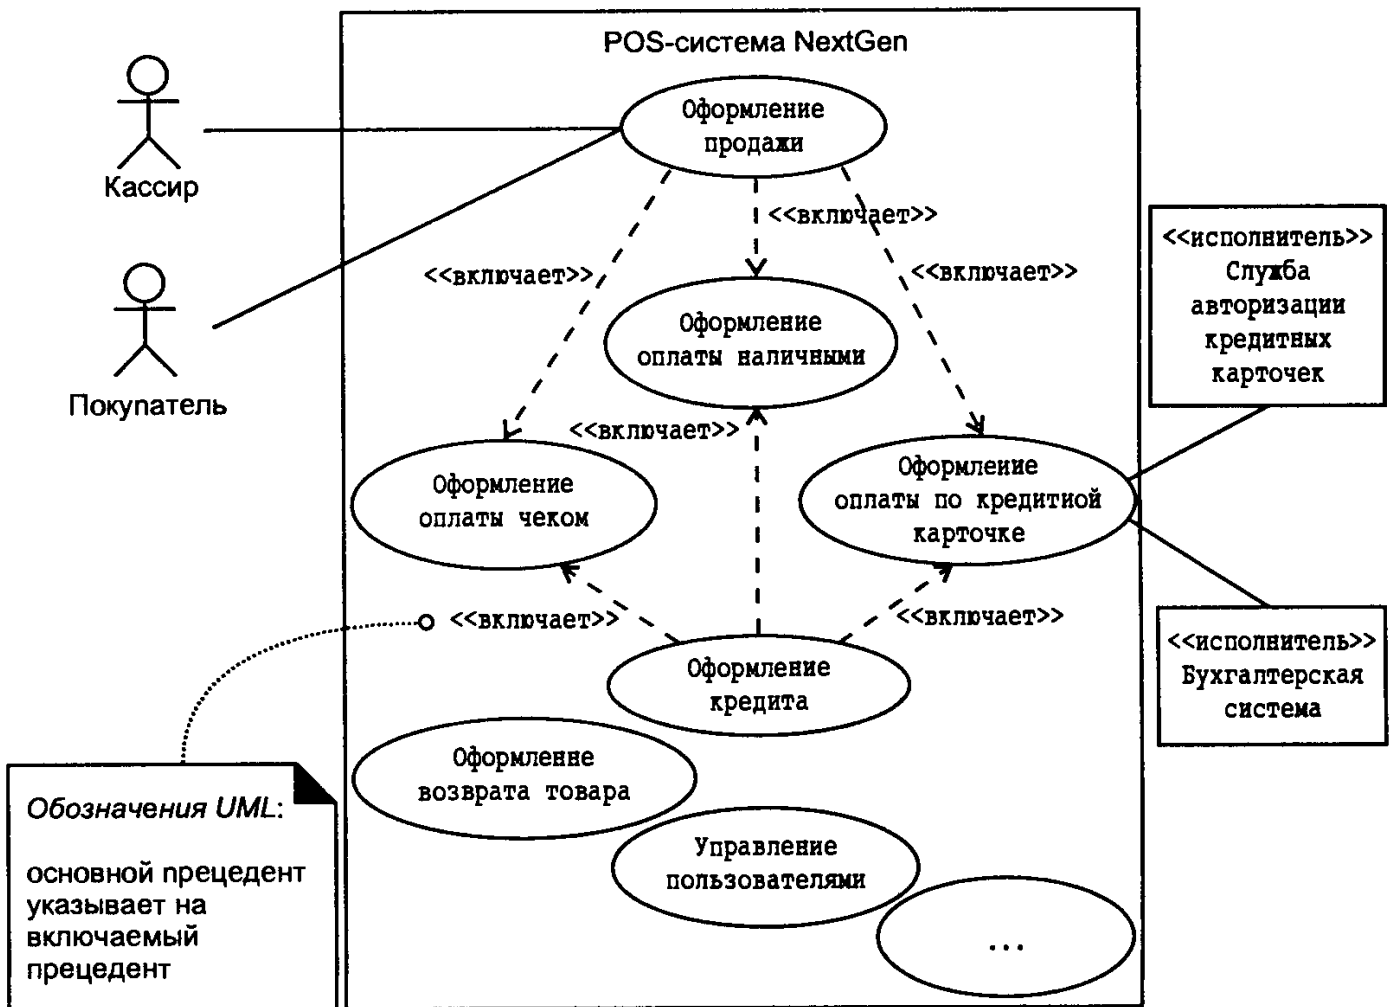 POS-система NextGen
Оформление
продажи
Кассир
<<включает>>
<<исполнитель>>
Служба
авторизации
кредитных
карточек
<<включает>>
<<включает>>
Покупатель
Оформление
оплаты наличными
<<включает>>
Оформление
оплаты чеком
Оформление
оплаты по кредитной
карточке
<<включает>>
<<включает>>
<<исполнитель>>
Бухгалтерская
система
Оформление
кредита
Оформление
возврата товара
Обозначения UML:
основной прецедент
указывает на
включаемый
прецедент
Управление
пользователями
...